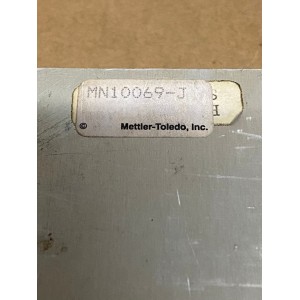 MN10069-J
S
H
© Mettler-Toledo, Inc.